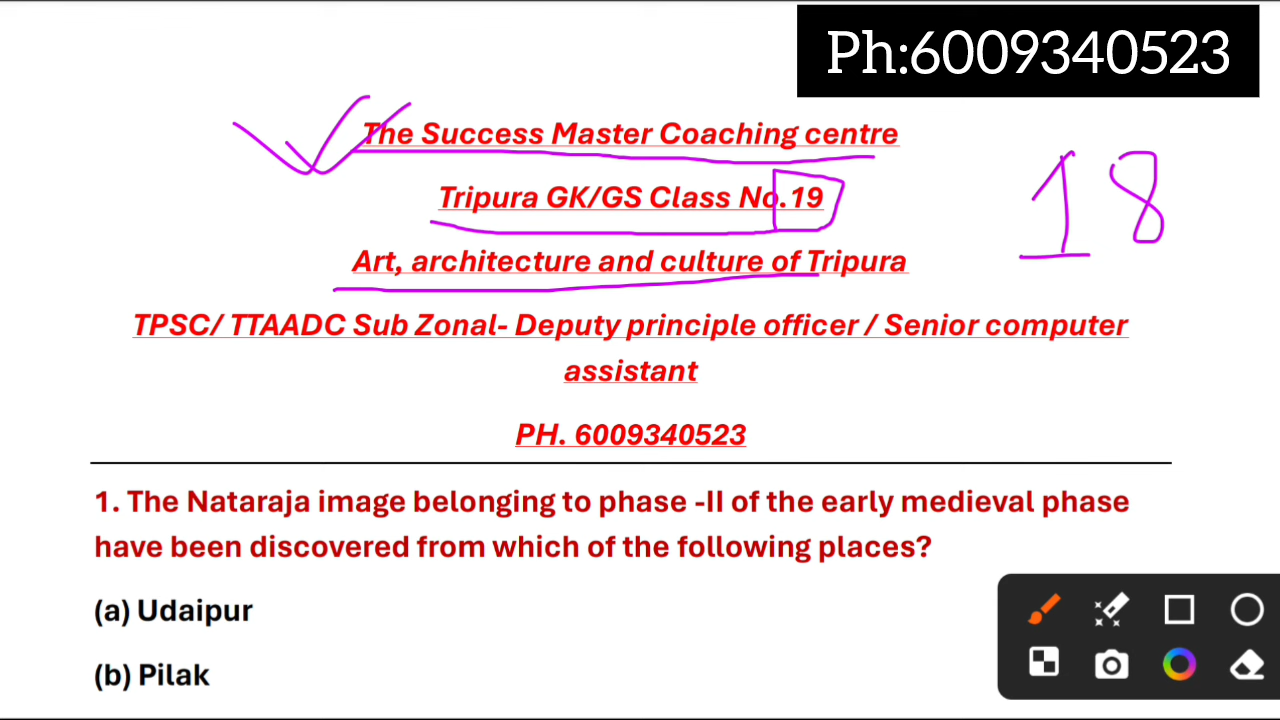 Ph:6009340523
The Success Master Coaching centre
Tripura GK/GS Class No.19
18
Art, architecture and culture of Tripura
TPSC/ TTAADC Sub Zonal- Deputy principle officer / Senior computer
assistant
PH. 6009340523
1. The Nataraja image belonging to phase -II of the early medieval phase
have been discovered from which of the following places?
(a) Udaipur
(b) Pilak